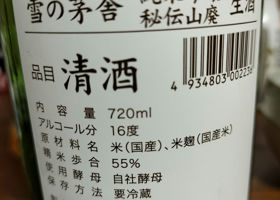 雪の茅舎
秘伝山廃
生酒
品目 清酒
4934803002236
内容量 720ml
アルコール分 16度
原材料名 米(国産)、米麹(国産米)
精米歩合 55%
使用酵母 自社酵母
保存方法 要冷蔵